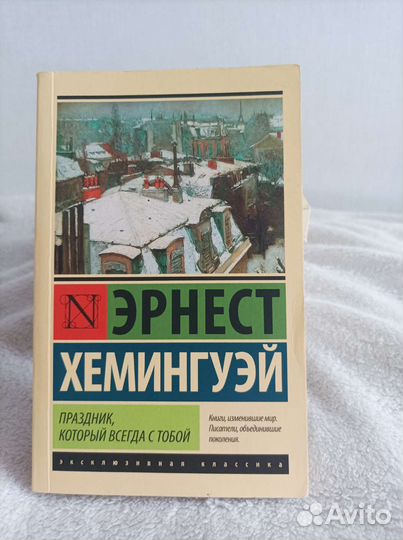 N ЭРНЕСТ
ХЕМИНГУЭЙ
ПРАЗДНИК,
КОТОРЫЙ ВСЕГДА С ТОБОЙ
Книги, изменившие мир.
Писатели, объединившие
поколения.
эксклюзивная классика
Avito